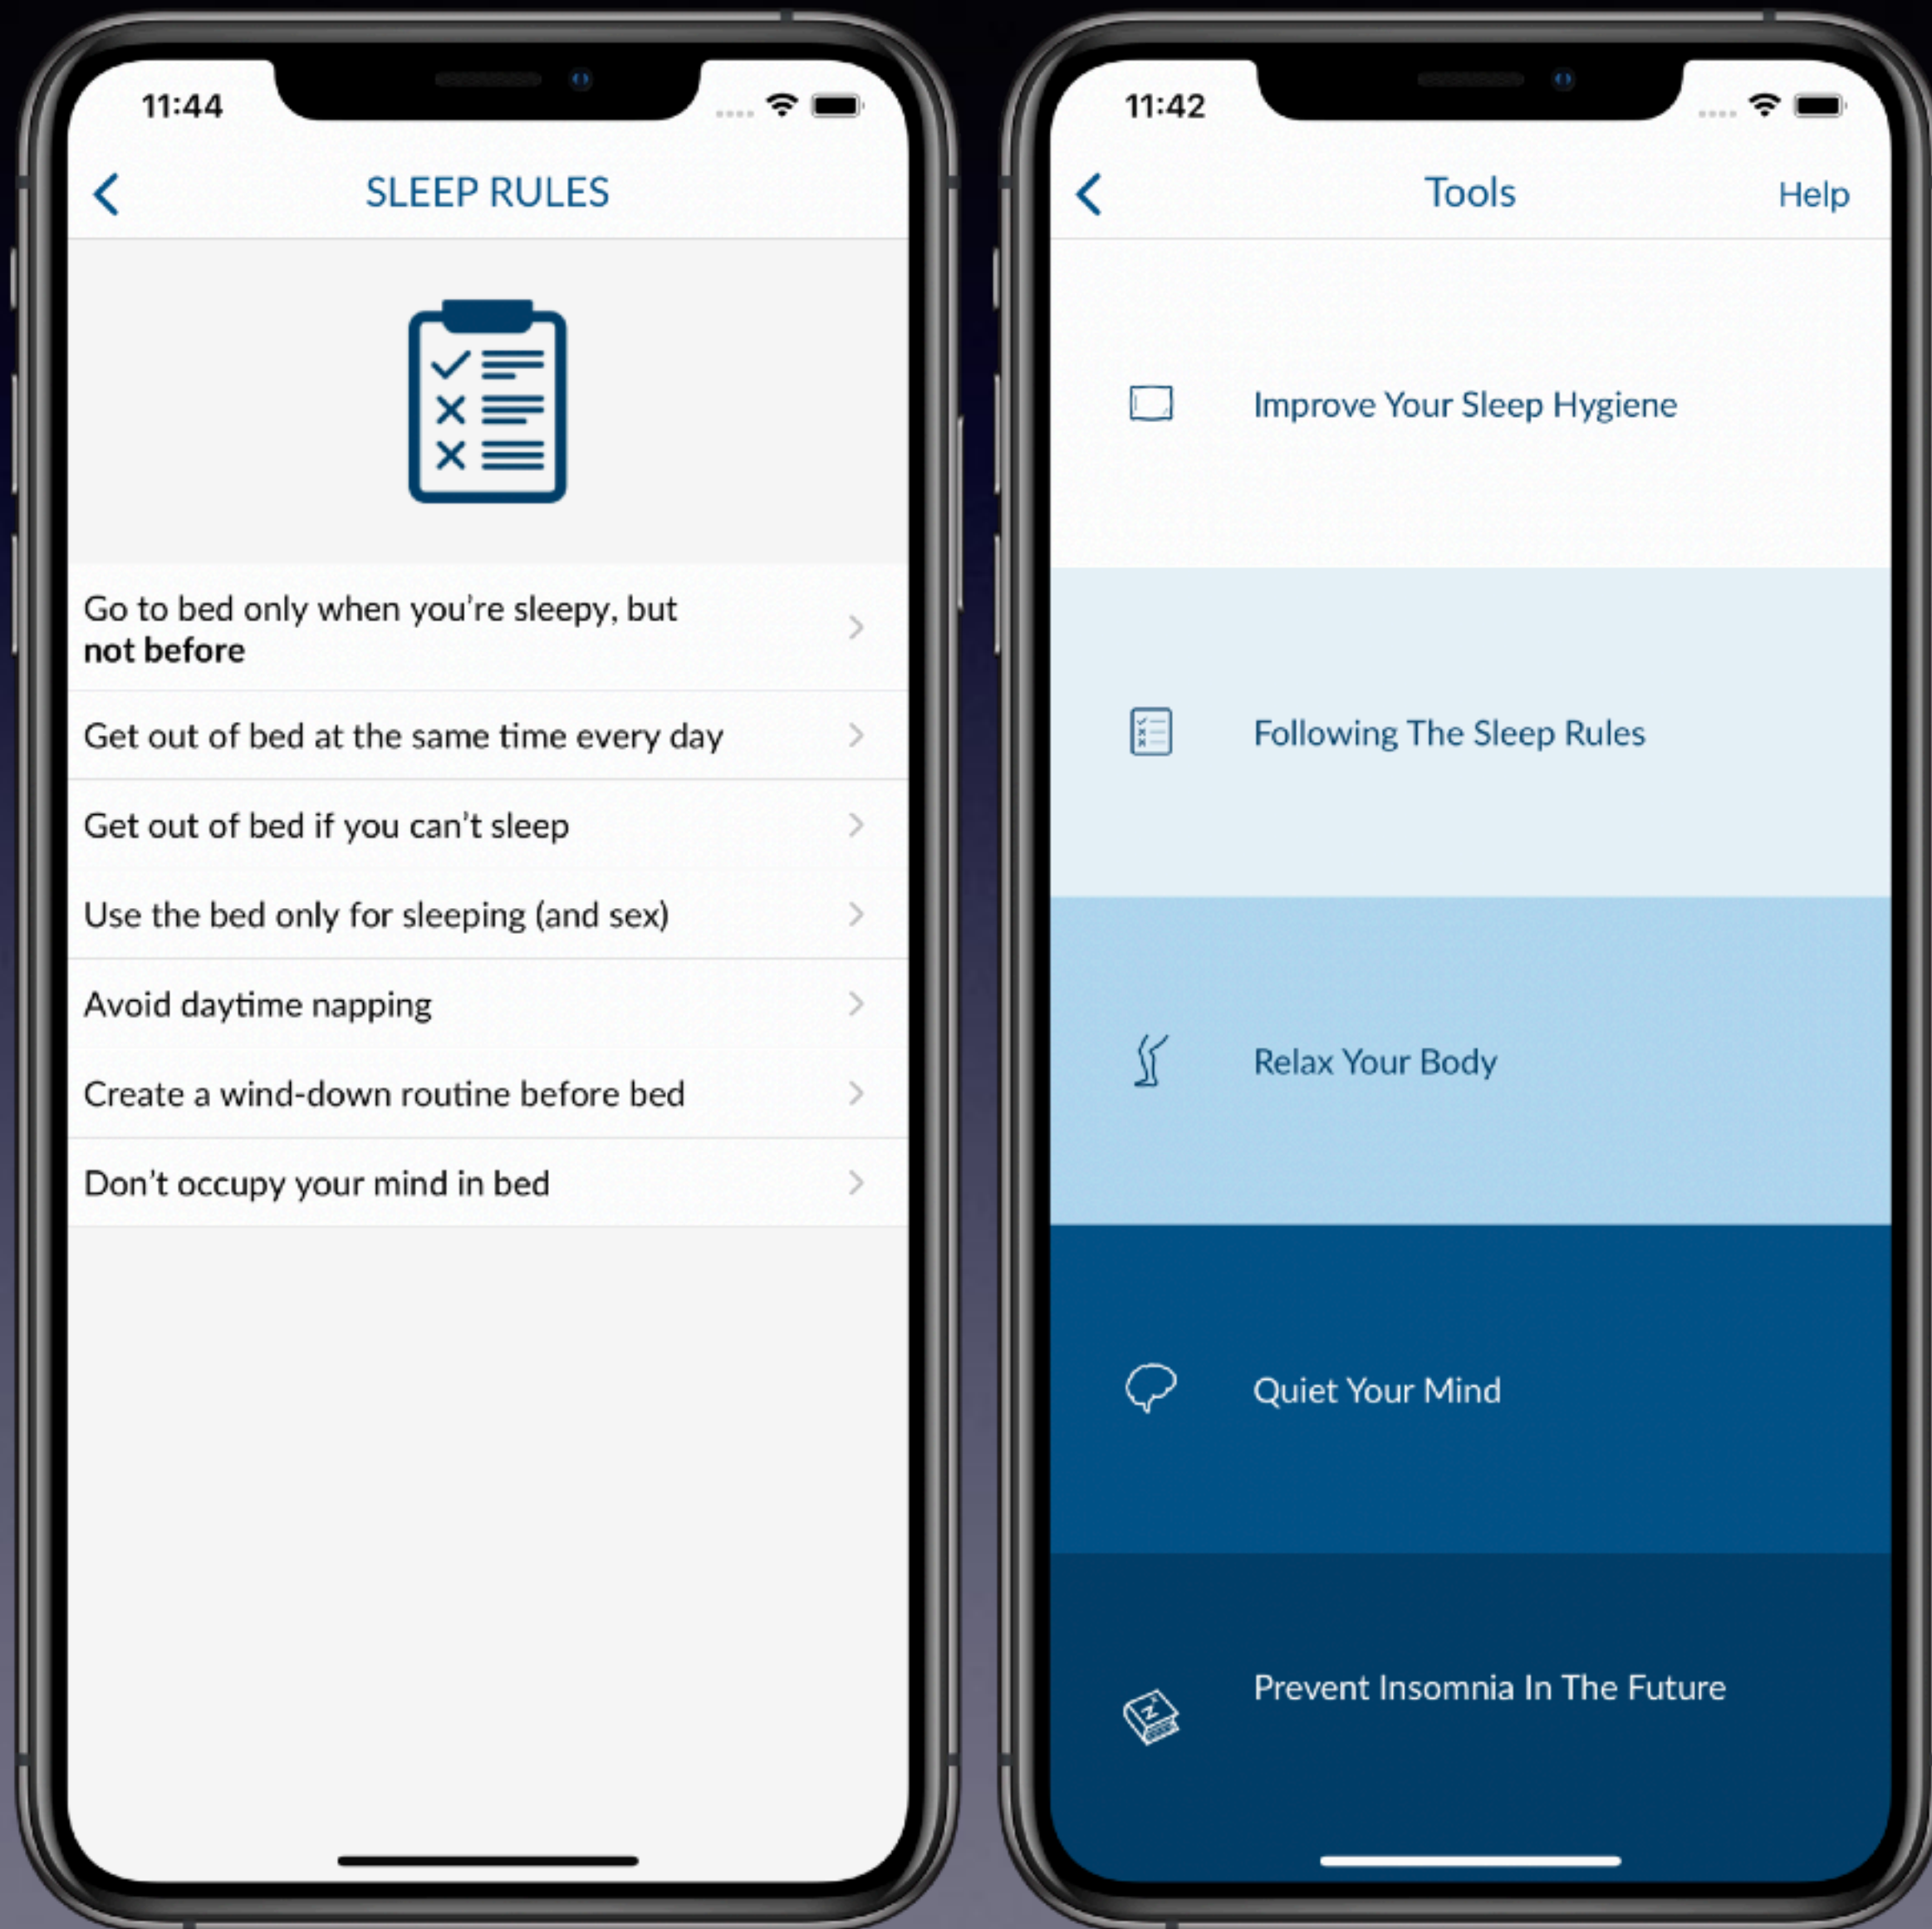 11:44
SLEEP RULES
Go to bed only when you're sleepy, but
not before
Get out of bed at the same time every day
Get out of bed if you can't sleep
Use the bed only for sleeping (and sex)
Avoid daytime napping
Create a wind-down routine before bed
Don't occupy your mind in bed
11:42
Tools
Help
Improve Your Sleep Hygiene
Following The Sleep Rules
Relax Your Body
Quiet Your Mind
Prevent Insomnia In The Future